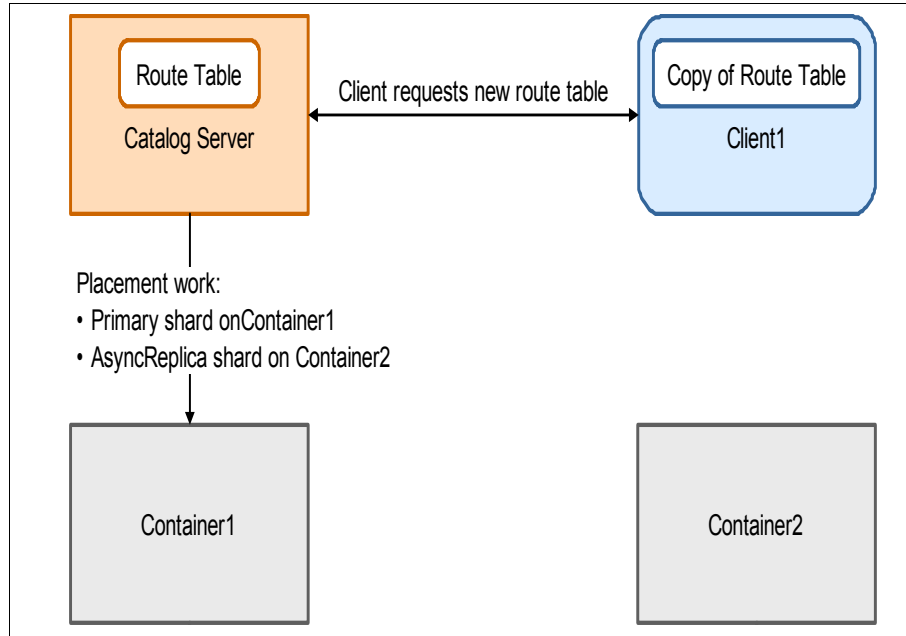 Route Table
Catalog Server
Client requests new route table
Copy of Route Table
Client1
Placement work:
• Primary shard onContainer1
• AsyncReplica shard on Container2
Container1
Container2